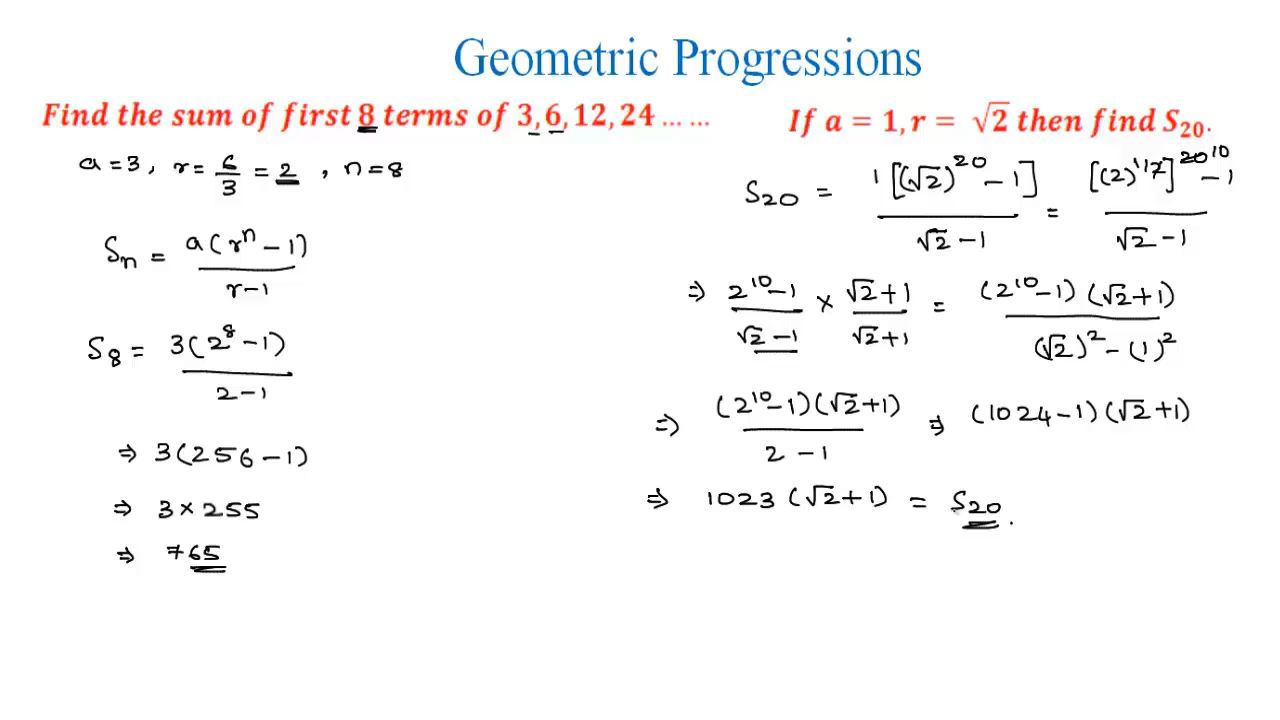 Geometric Progressions
Find the sum of first 8 terms of 3, 6, 12, 24 ... ...
a = 3, r = 6/3 = 2, n = 8
Sn = a(r^n - 1)/(r - 1)
S8 = 3(2^8 - 1)/(2 - 1)
⇒ 3(256 - 1)
⇒ 3 × 255
⇒ 765
If a = 1, r = √2 then find S20.
S20 = 1[(√2)^20 - 1]/(√2 - 1) = [(2)^1/2]^20 10 - 1/(√2 - 1)
⇒ (2^10 - 1)/(√2 - 1) × (√2 + 1)/(√2 + 1) = (2^10 - 1)(√2 + 1)/((√2)^2 - (1)^2)
⇒ (2^10 - 1)(√2 + 1)/(2 - 1) ⇒ (1024 - 1)(√2 + 1)
⇒ 1023(√2 + 1) = S20.